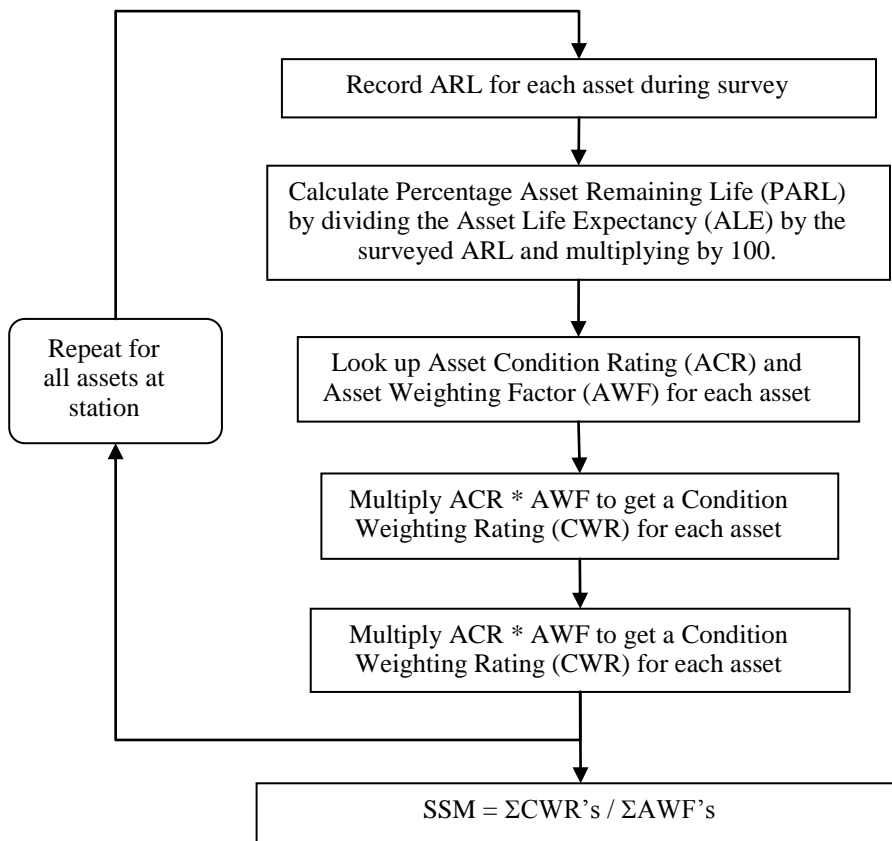 Record ARL for each asset during survey
Calculate Percentage Asset Remaining Life (PARL)
by dividing the Asset Life Expectancy (ALE) by the
surveyed ARL and multiplying by 100.
Repeat for
all assets at
station
Look up Asset Condition Rating (ACR) and
Asset Weighting Factor (AWF) for each asset
Multiply ACR * AWF to get a Condition
Weighting Rating (CWR) for each asset
Multiply ACR * AWF to get a Condition
Weighting Rating (CWR) for each asset
SSM = ΣCWR’s / ΣAWF’s